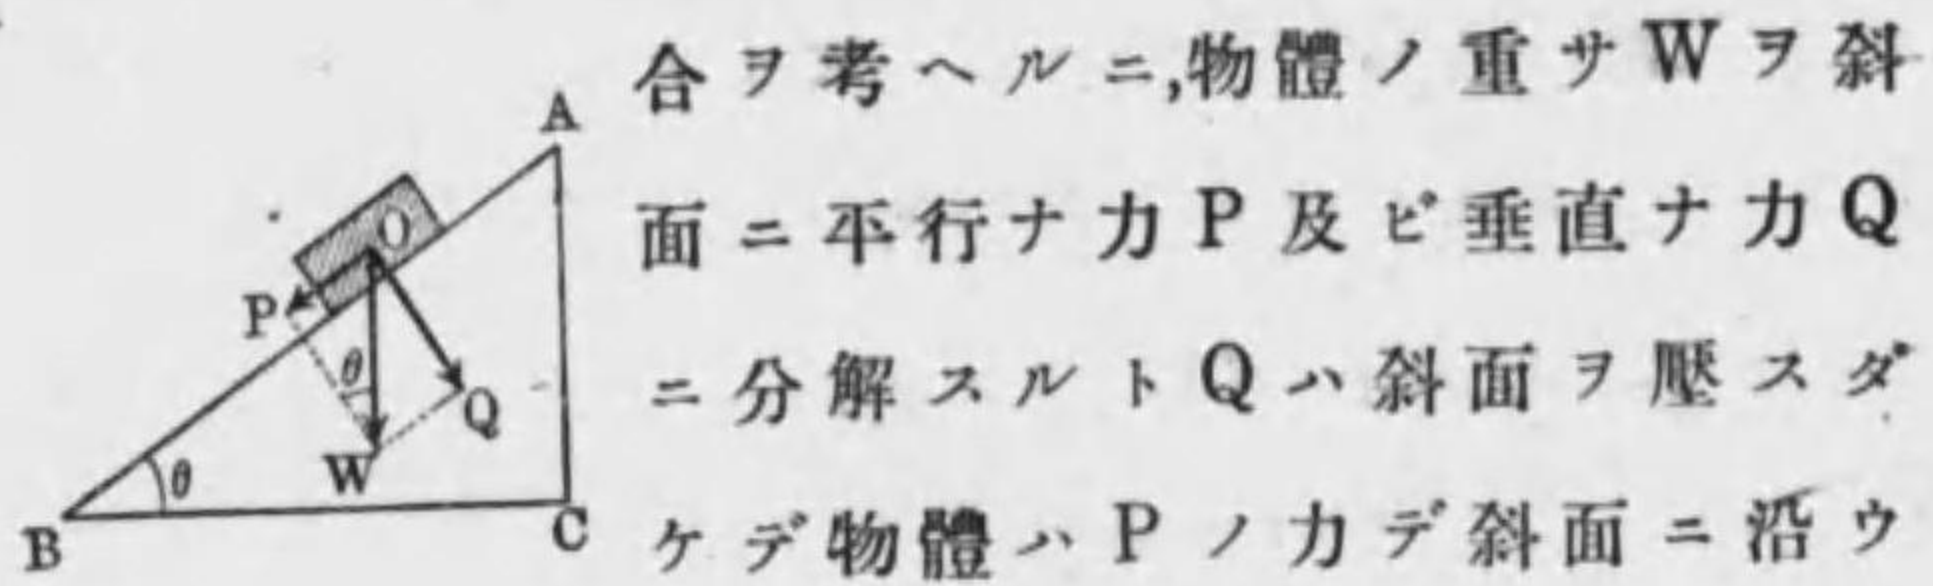 合ヲ考ヘルニ,物體ノ重サWヲ斜
面ニ平行ナ力P及ビ垂直ナ力Q
ニ分解スルトQハ斜面ヲ壓スダ
ケデ物體ハPノ力デ斜面ニ沿ウ
A
O
P
θ
Q
W
θ
B
C